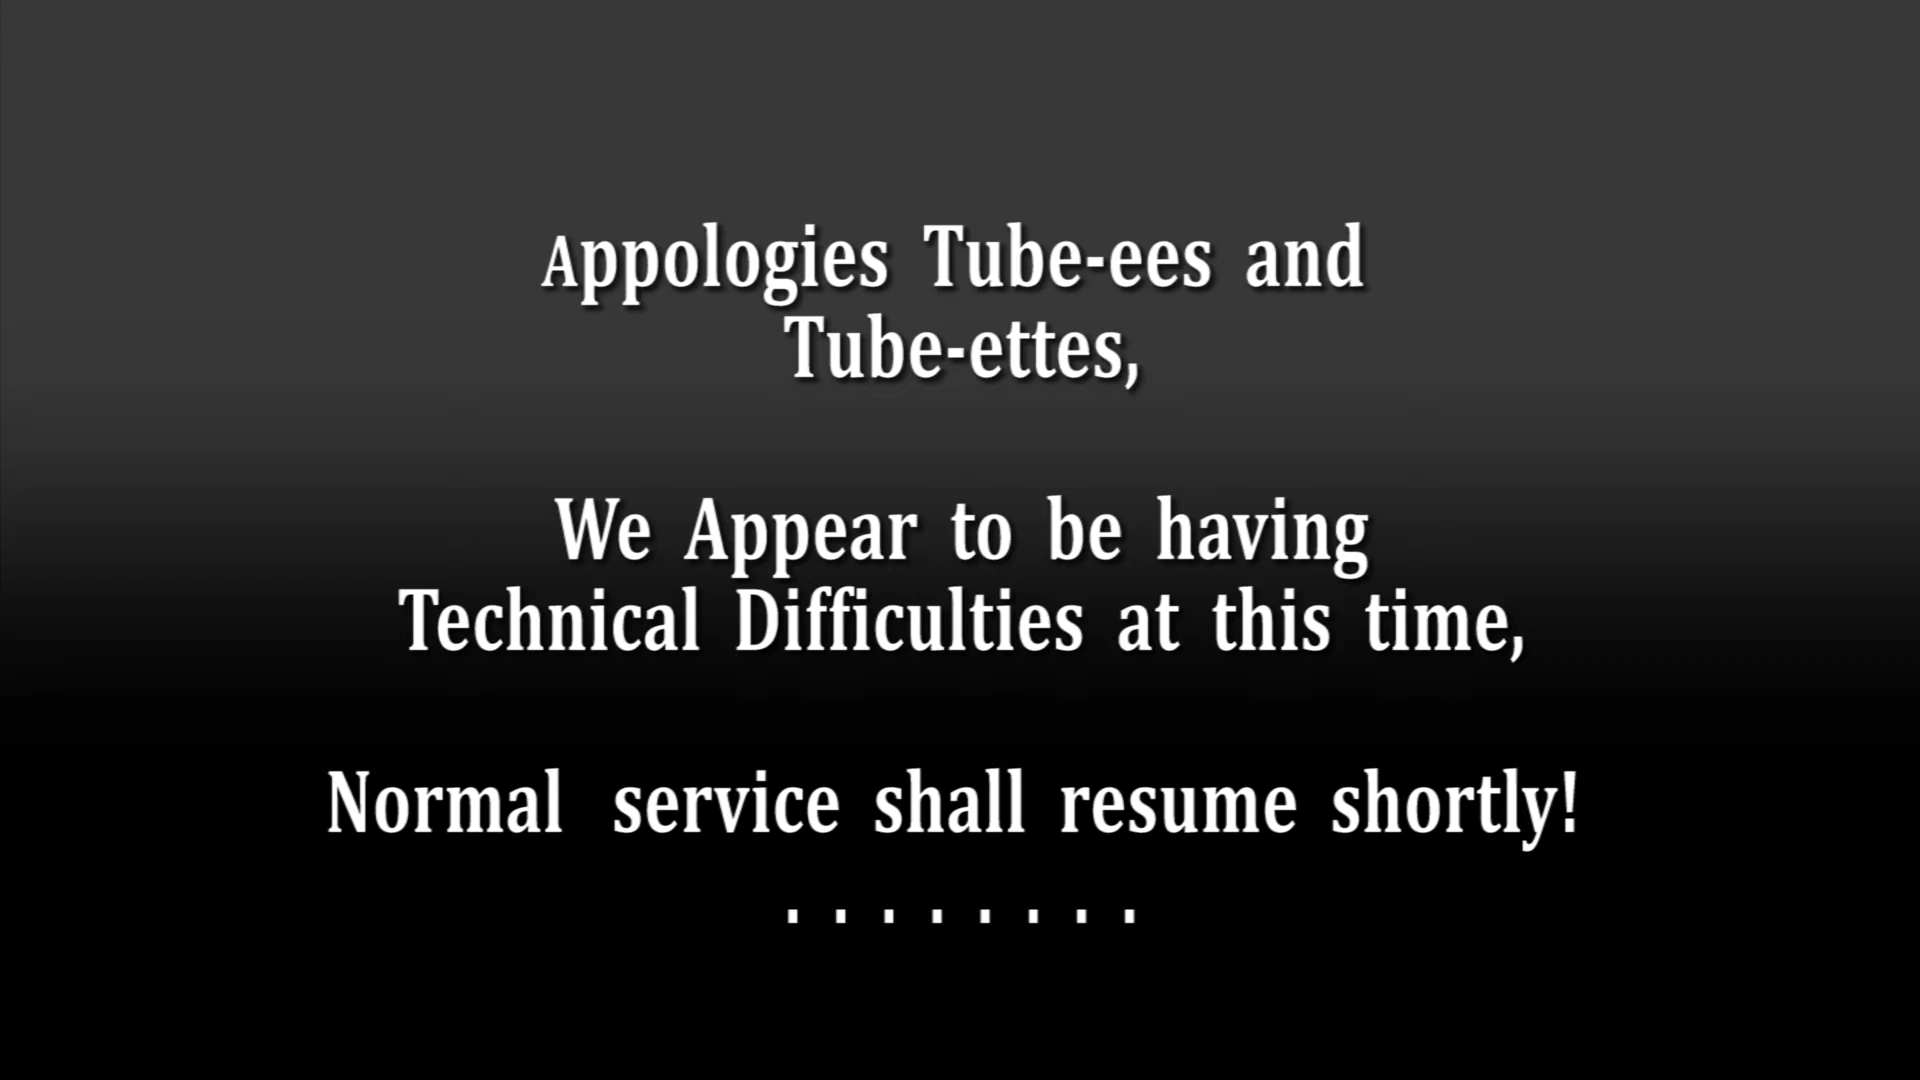 Appologies Tube-ees and
Tube-ettes,
We Appear to be having
Technical Difficulties at this time,
Normal service shall resume shortly!
. . . . . . . .